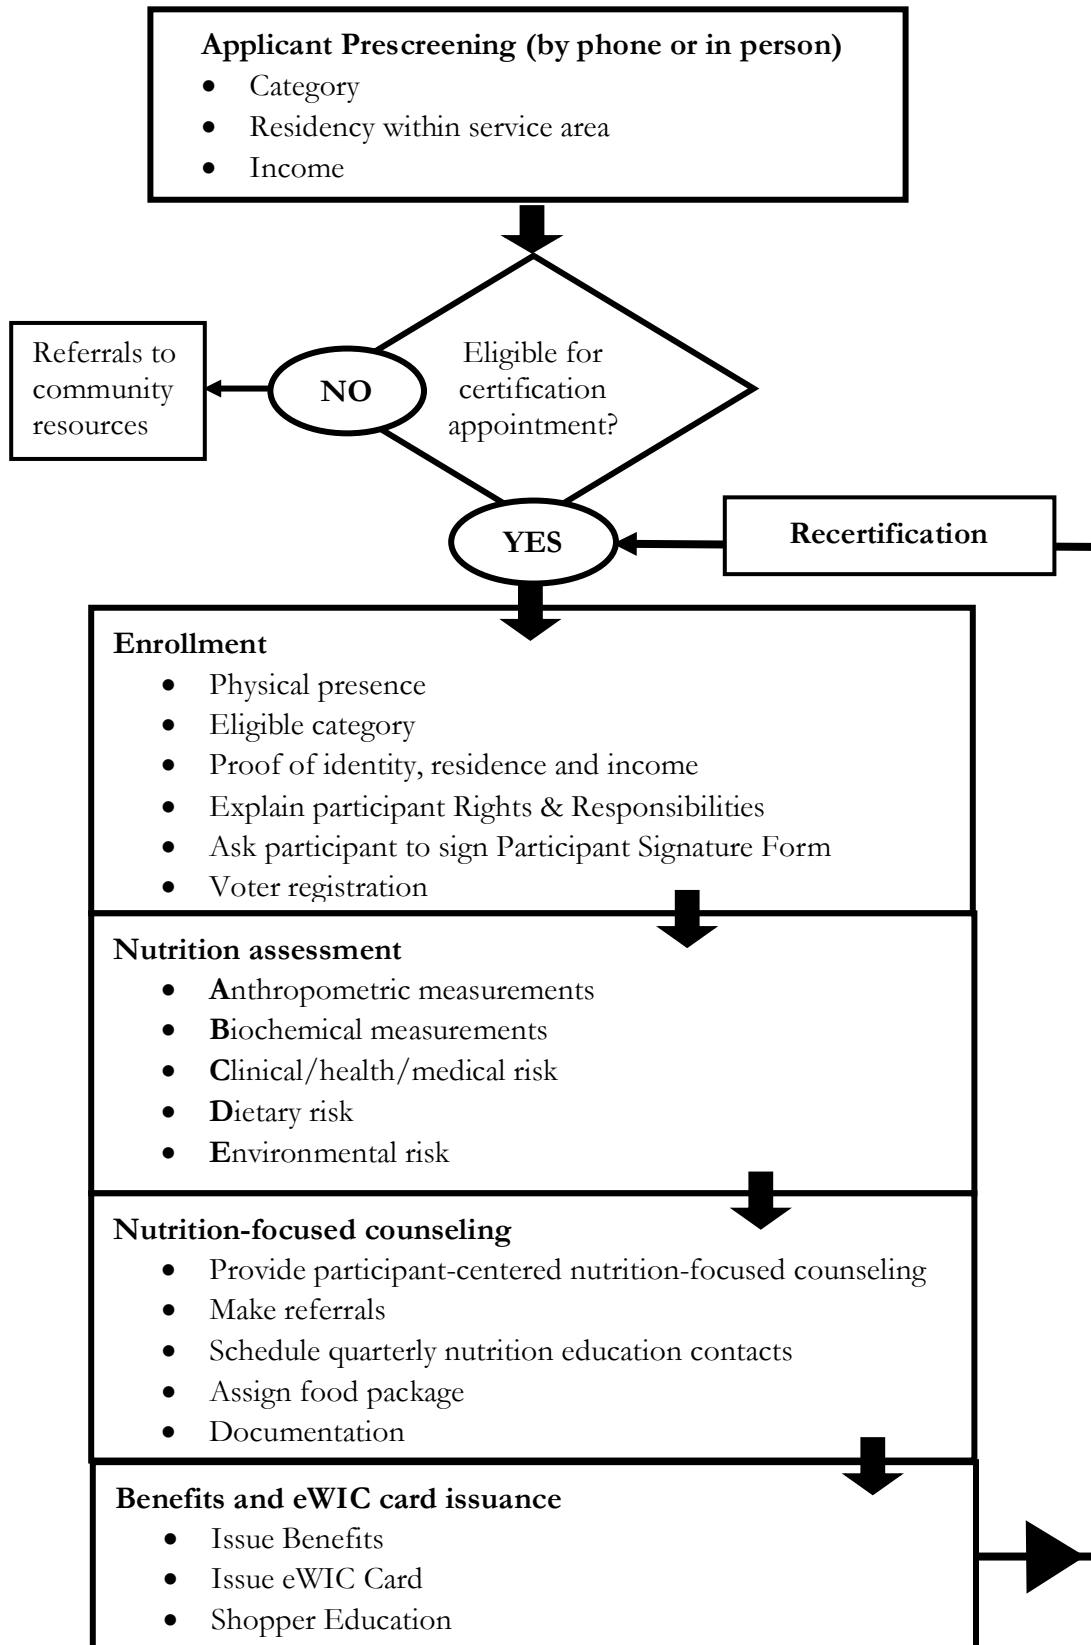 Applicant Prescreening (by phone or in person)
• Category
• Residency within service area
• Income
Eligible for
certification
appointment?
NO
Referrals to
community
resources
YES
Recertification
Enrollment
• Physical presence
• Eligible category
• Proof of identity, residence and income
• Explain participant Rights & Responsibilities
• Ask participant to sign Participant Signature Form
• Voter registration
Nutrition assessment
• Anthropometric measurements
• Biochemical measurements
• Clinical/health/medical risk
• Dietary risk
• Environmental risk
Nutrition-focused counseling
• Provide participant-centered nutrition-focused counseling
• Make referrals
• Schedule quarterly nutrition education contacts
• Assign food package
• Documentation
Benefits and eWIC card issuance
• Issue Benefits
• Issue eWIC Card
• Shopper Education